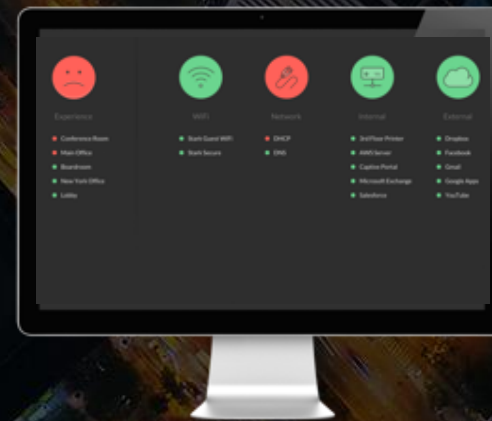 Experience
Conference Room
Main Office
Boardroom
New York Office
Lobby
WiFi
Stark Guest WiFi
Stark Secure
Network
DHCP
DNS
Internal
3rd Floor Printer
AWS Server
Captive Portal
Microsoft Exchange
Salesforce
External
Dropbox
Facebook
Gmail
Google Apps
YouTube